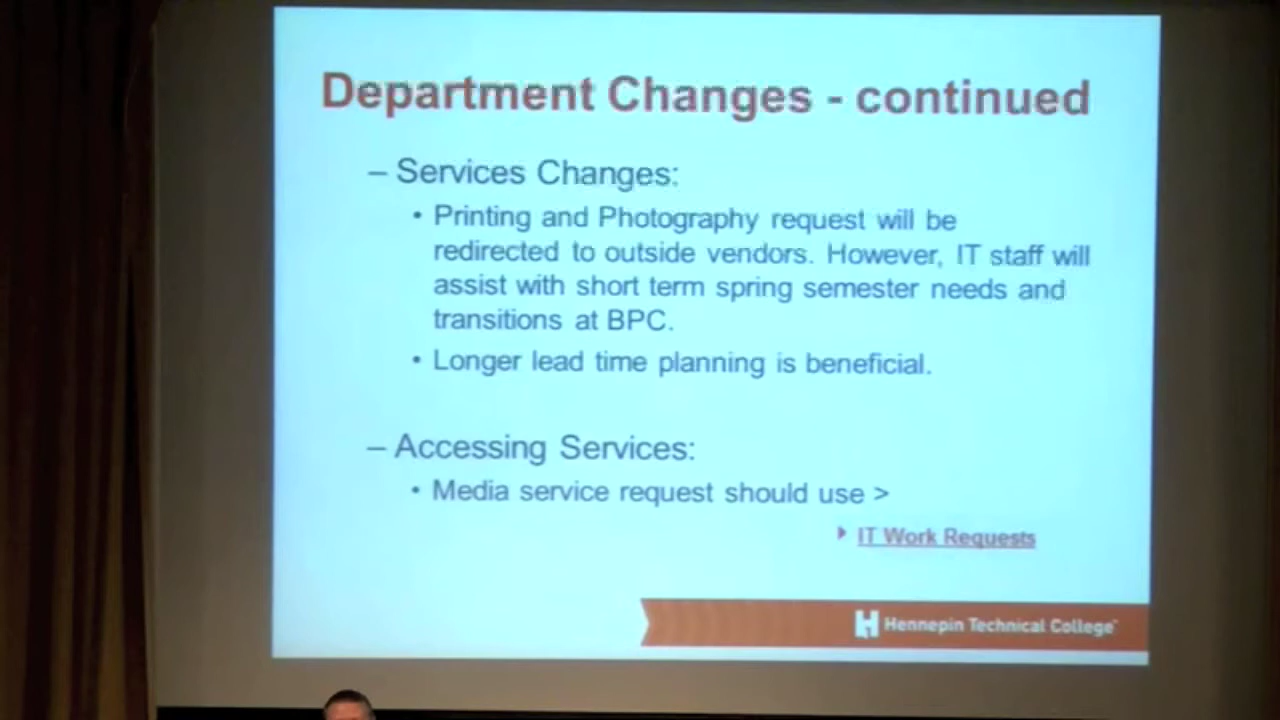 Department Changes - continued
– Services Changes:
• Printing and Photography request will be
redirected to outside vendors. However, IT staff will
assist with short term spring semester needs and
transitions at BPC.
• Longer lead time planning is beneficial.
– Accessing Services:
• Media service request should use >
IT Work Requests
Hennepin Technical College